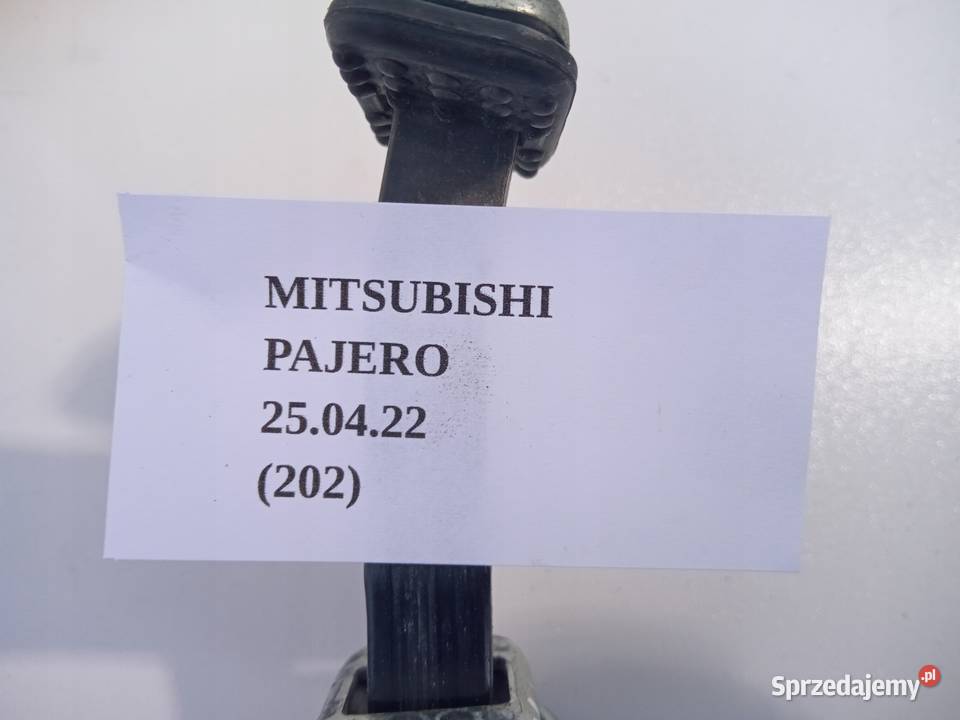 MITSUBISHI
PAJERO
25.04.22
(202)
Sprzedajemy.pl